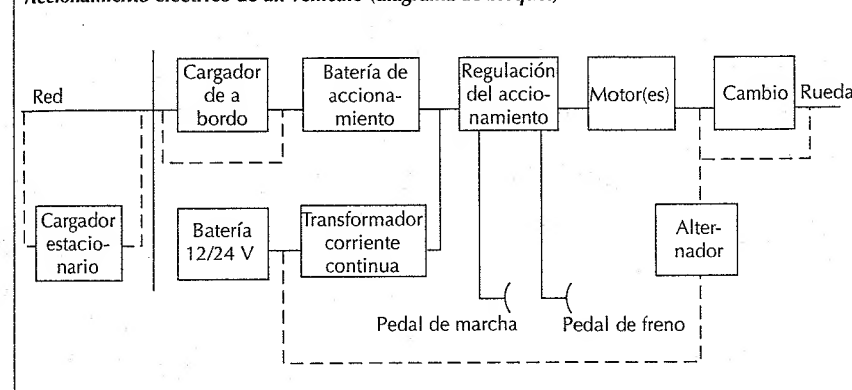 Accionamiento eléctrico de un vehículo (diagrama de bloques)
Red
Cargador
de a
bordo
Batería de
acciona-
miento
Regulación
del accio-
namiento
Motor(es)
Cambio
Rueda
Cargador
estacio-
nario
Batería
12/24 V
Transformador
corriente
continua
Alter-
nador
Pedal de marcha
Pedal de freno